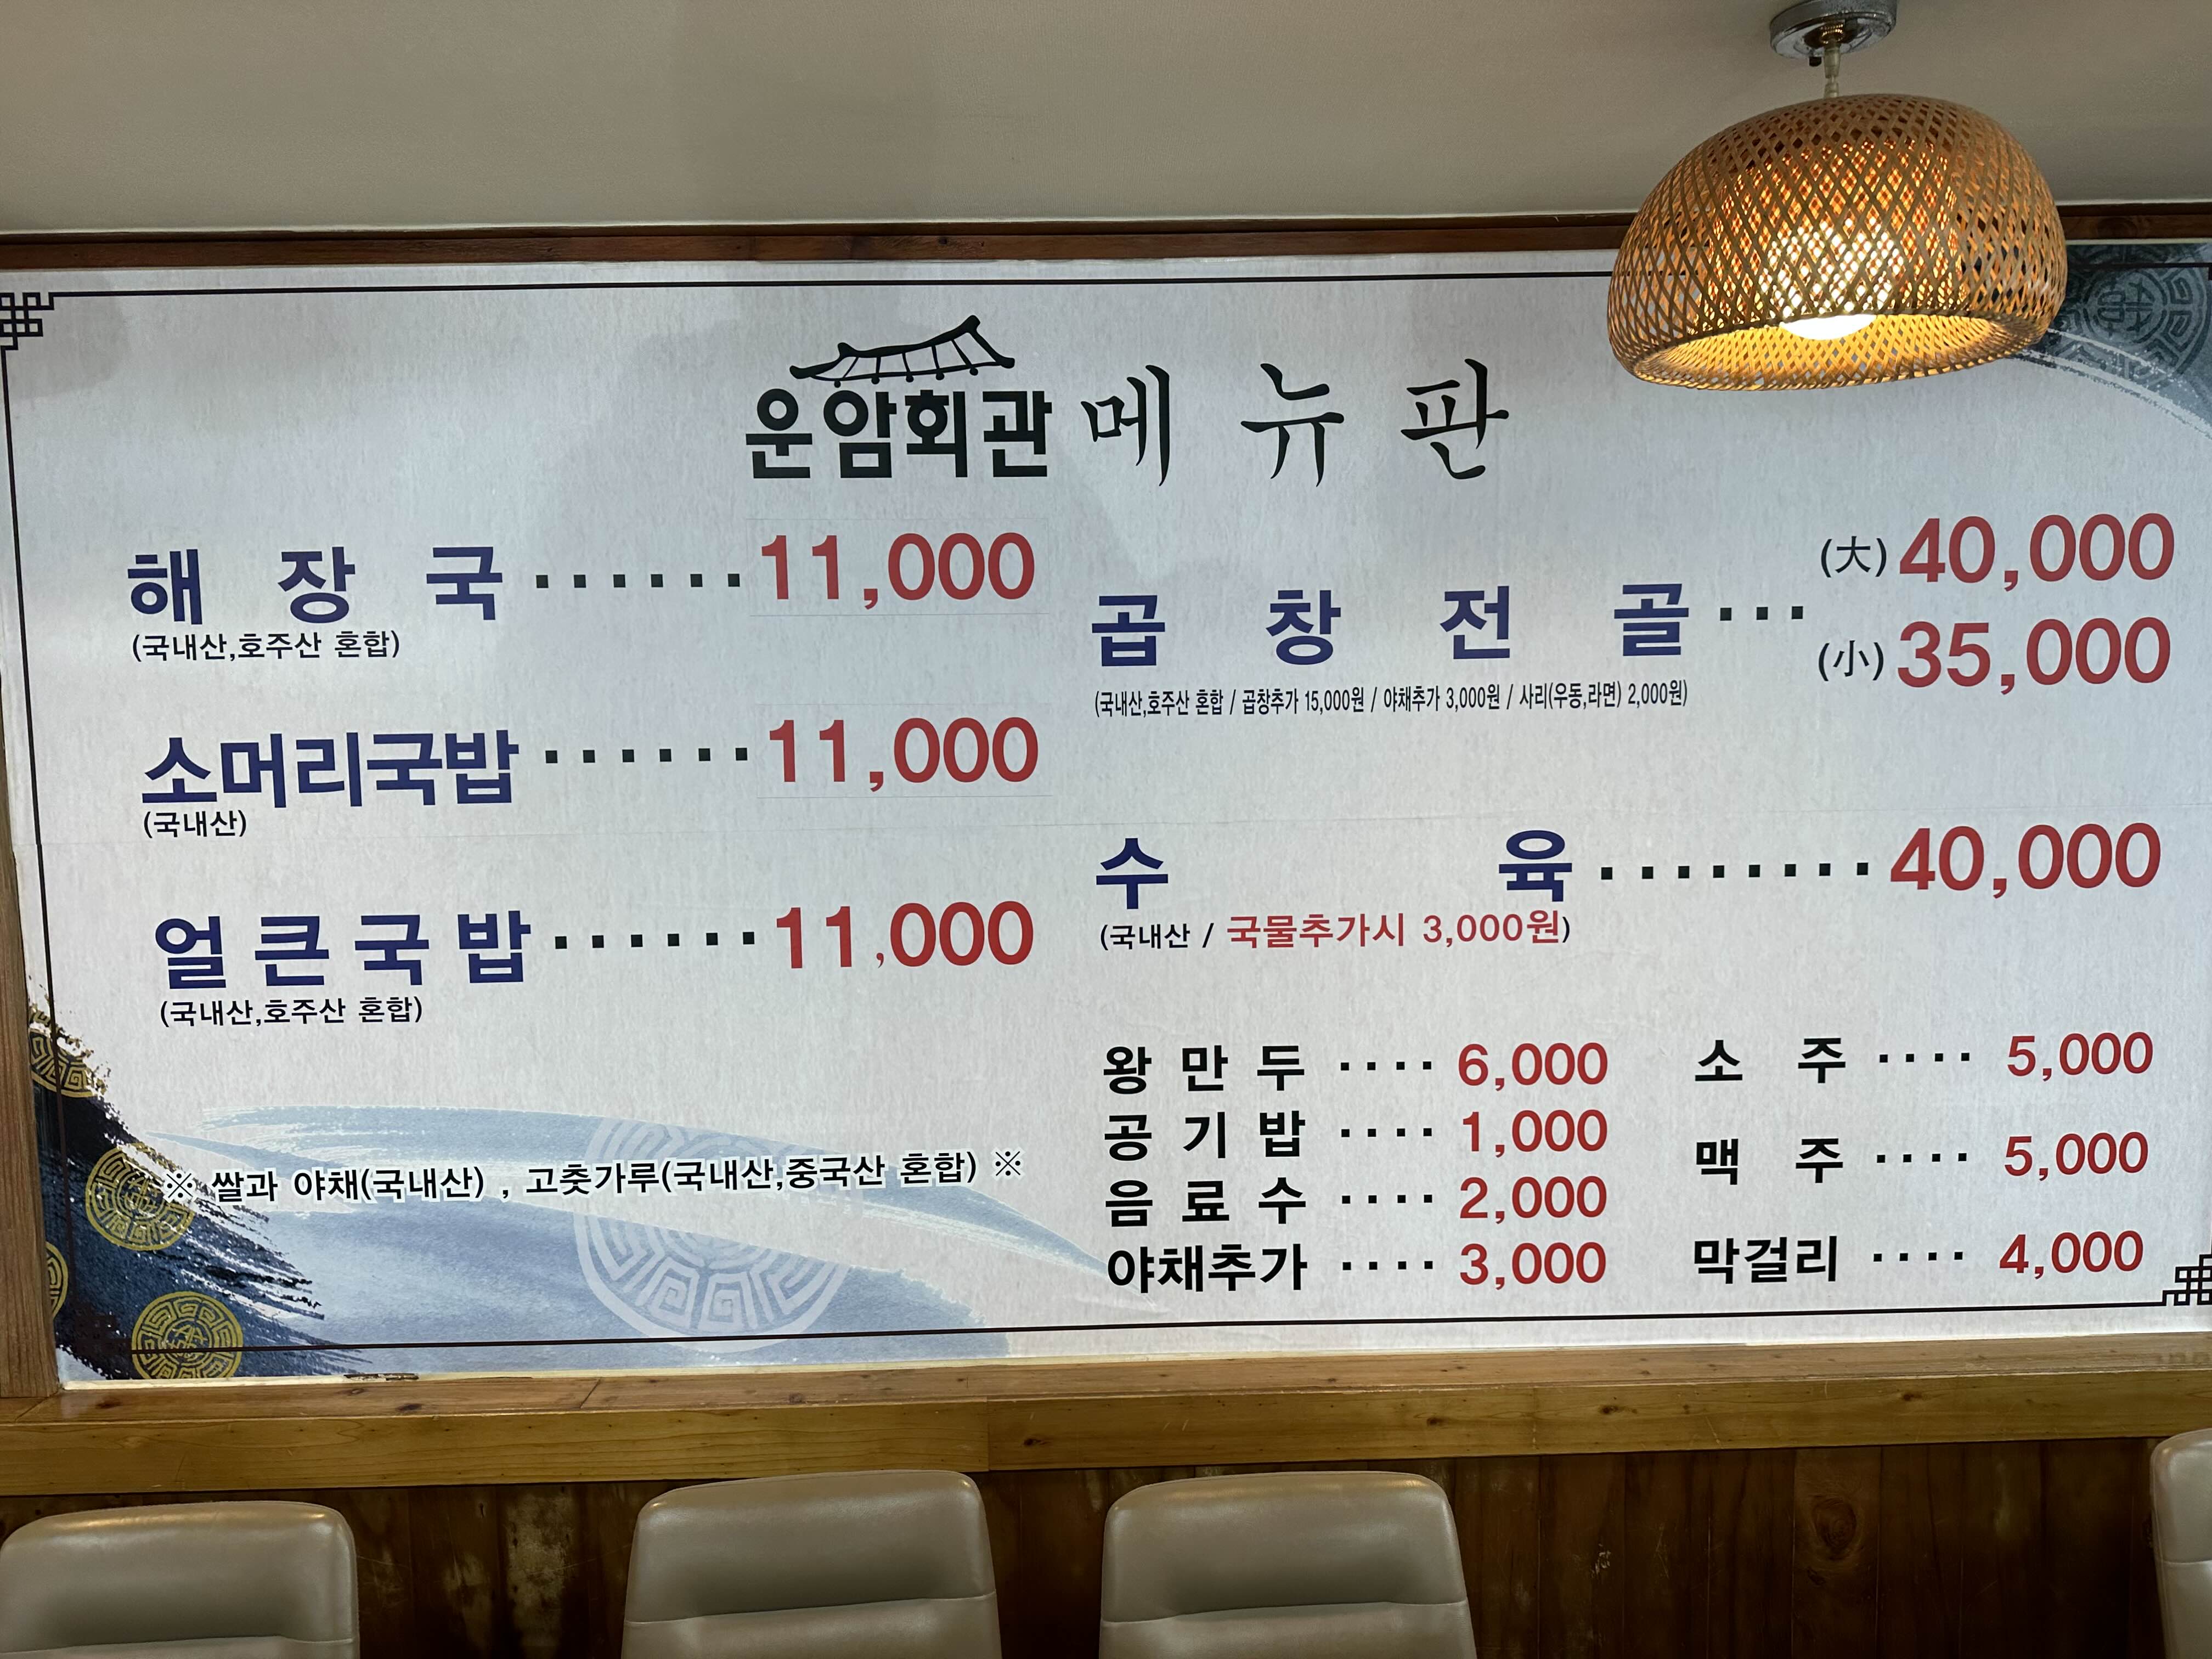 운암회관 메뉴판
해장국 ······ 11,000
(국내산,호주산 혼합)
소머리국밥 ······ 11,000
(국내산)
얼큰국밥 ······ 11,000
(국내산,호주산 혼합)
※ 쌀과 야채(국내산) , 고춧가루(국내산,중국산 혼합) ※
곱창전골 ··· (大) 40,000
(小) 35,000
(국내산,호주산 혼합 / 곱창추가 15,000원 / 야채추가 3,000원 / 사리(우동,라면) 2,000원)
수육 ········ 40,000
(국내산 / 국물추가시 3,000원)
왕만두 ···· 6,000
공기밥 ···· 1,000
음료수 ···· 2,000
야채추가 ···· 3,000
소주 ···· 5,000
맥주 ···· 5,000
막걸리 ···· 4,000